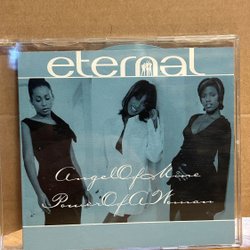 eternal
Angel Of Mine
Power Of A Woman